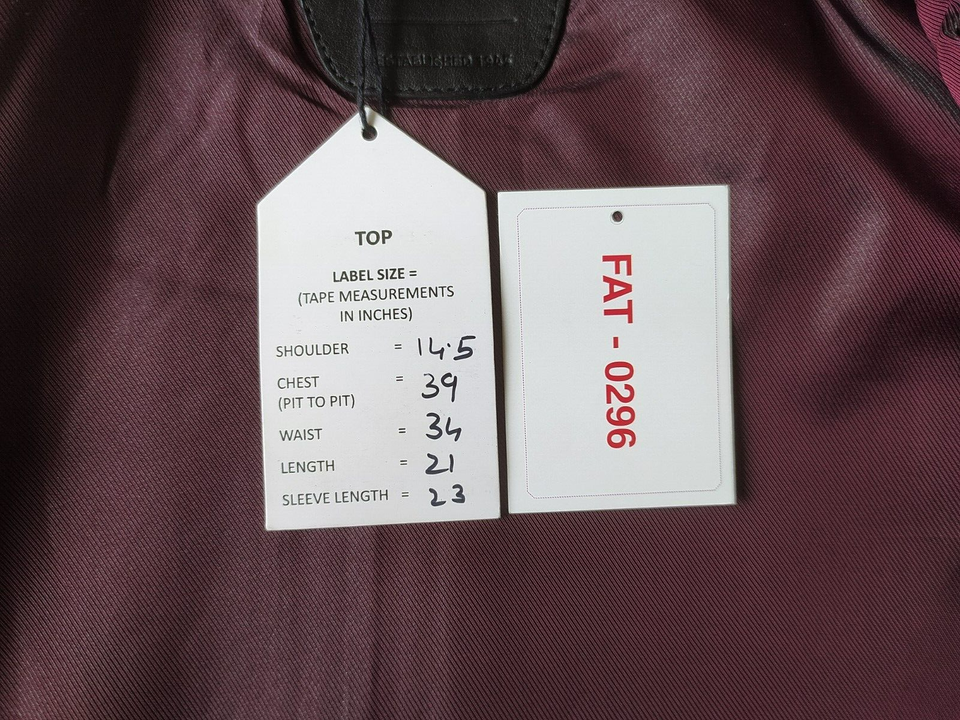 ESTABLISHED
TOP
LABEL SIZE =
(TAPE MEASUREMENTS
IN INCHES)
SHOULDER = 14.5
CHEST = 39
(PIT TO PIT)
WAIST = 34
LENGTH = 21
SLEEVE LENGTH = 23
FAT - 0296